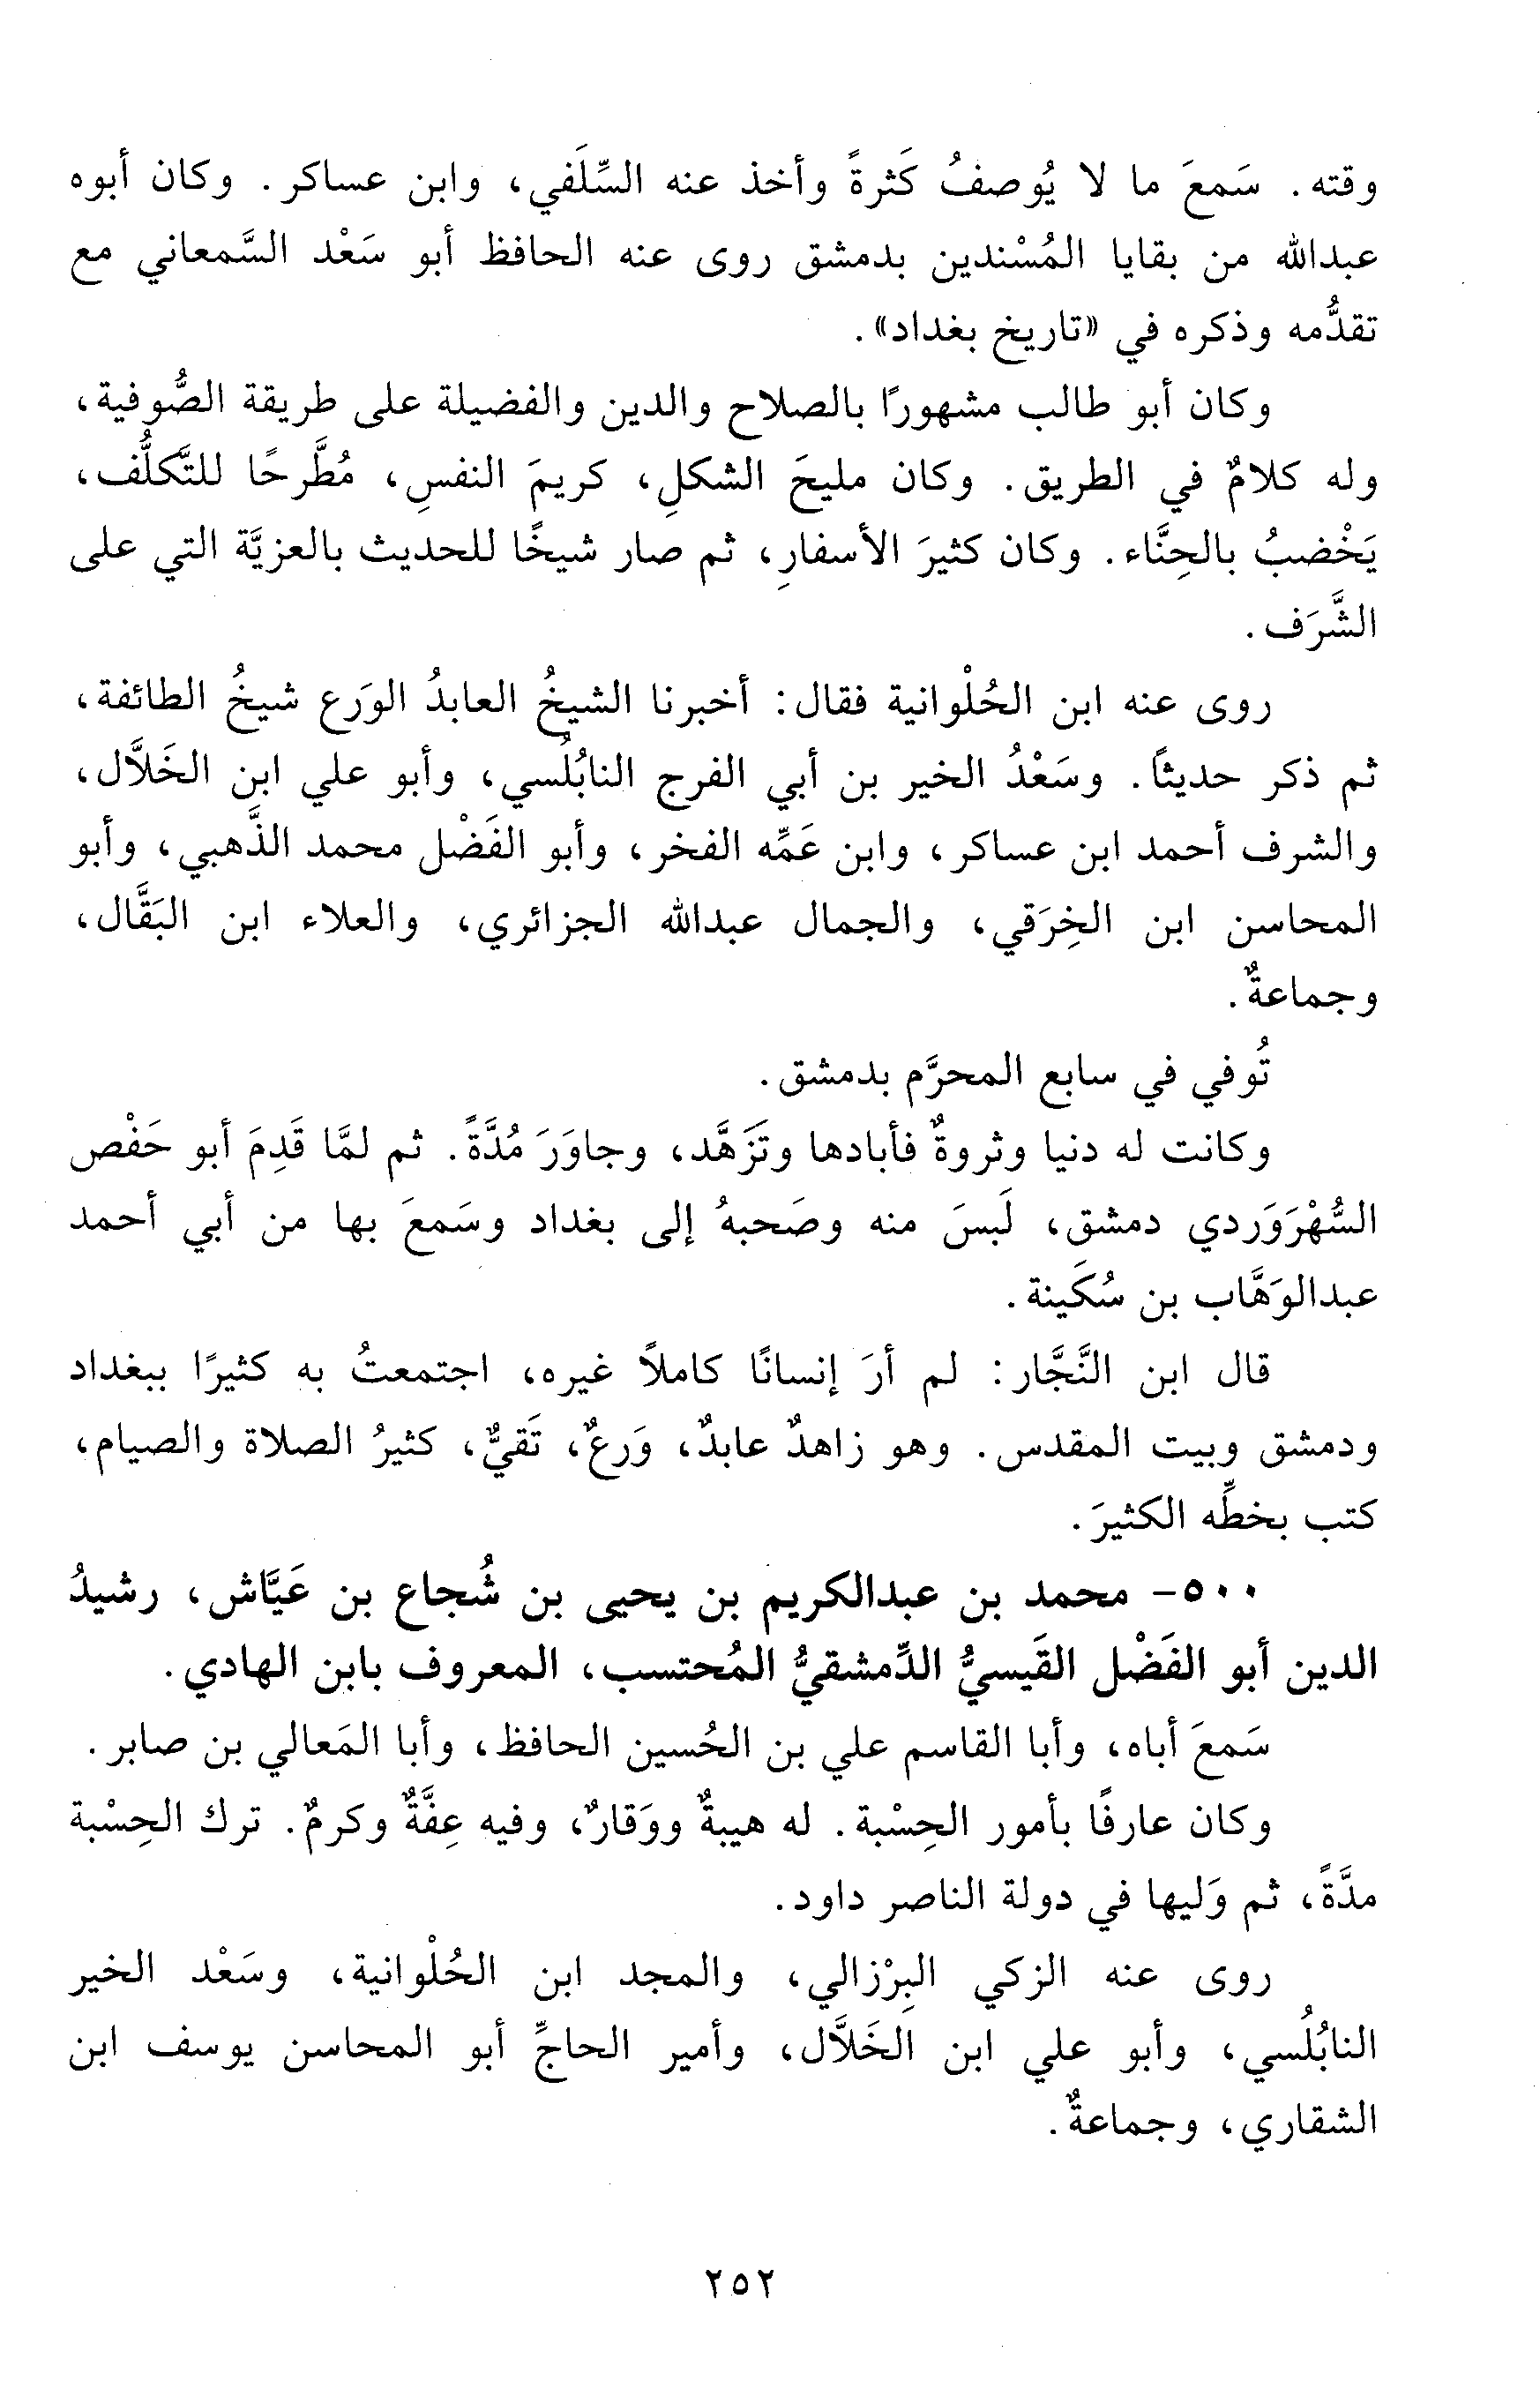 وقته. سَمعَ ما لا يُوصفُ كَثرةً وأخذ عنه السِّلَفي، وابن عساكر. وكان أبوه
عبدالله من بقايا المُسْندين بدمشق روى عنه الحافظ أبو سَعْد السَّمعاني مع
تقدُّمه وذكره في «تاريخ بغداد».
وكان أبو طالب مشهورًا بالصلاح والدين والفضيلة على طريقة الصُّوفية،
وله كلامٌ في الطريق. وكان مليحَ الشكلِ، كريمَ النفسِ، مُطَّرحًا للتَّكلُّف،
يَخْضبُ بالحِنَّاء. وكان كثيرَ الأسفارِ، ثم صار شيخًا للحديث بالعزيَّة التي على
الشَّرَف.
روى عنه ابن الحُلْوانية فقال: أخبرنا الشيخُ العابدُ الوَرع شيخُ الطائفة،
ثم ذكر حديثاً. وسَعْدُ الخير بن أبي الفرج النابُلُسي، وأبو علي ابن الخَلاَّل،
والشرف أحمد ابن عساكر، وابن عَمِّه الفخر، وأبو الفَضْل محمد الذَّهبي، وأبو
المحاسن ابن الخِرَقي، والجمال عبدالله الجزائري، والعلاء ابن البَقَّال،
وجماعةٌ.
تُوفي في سابع المحرَّم بدمشق.
وكانت له دنيا وثروةٌ فأبادها وتَزَهَّد، وجاوَرَ مُدَّةً. ثم لمَّا قَدِمَ أبو حَفْص
السُّهْرَوَردي دمشق، لَبسَ منه وصَحبهُ إلى بغداد وسَمعَ بها من أبي أحمد
عبدالوَهَّاب بن سُكَينة.
قال ابن النَّجَّار: لم أرَ إنسانًا كاملاً غيره، اجتمعتُ به كثيرًا ببغداد
ودمشق وبيت المقدس. وهو زاهدٌ عابدٌ، وَرعٌ، تَقيٌّ، كثيرُ الصلاة والصيام،
كتب بخطِّه الكثيرَ.
٥٠٠- محمد بن عبدالكريم بن يحيى بن شُجاع بن عَيَّاش، رشيدُ
الدين أبو الفَضْل القَيسيُّ الدِّمشقيُّ المُحتسب، المعروف بابن الهادي.
سَمعَ أباه، وأبا القاسم علي بن الحُسين الحافظ، وأبا المَعالي بن صابر.
وكان عارفًا بأمور الحِسْبة. له هيبةٌ ووَقارٌ، وفيه عِفَّةٌ وكرمٌ. ترك الحِسْبة
مدَّةً، ثم وَليها في دولة الناصر داود.
روى عنه الزكي البِرْزالي، والمجد ابن الحُلْوانية، وسَعْد الخير
النابُلُسي، وأبو علي ابن الخَلاَّل، وأمير الحاجِّ أبو المحاسن يوسف ابن
الشقاري، وجماعةٌ.
٢٥٢